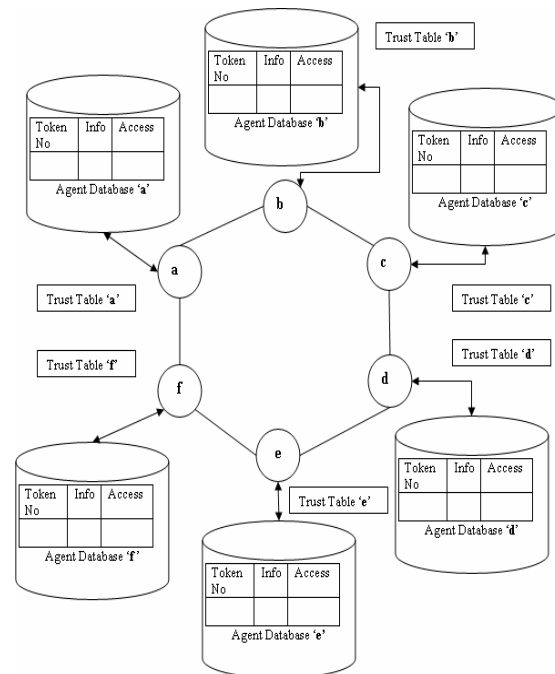 Trust Table ‘b’
Token No Info Access
Agent Database ‘b’
Token No Info Access
Agent Database ‘a’
Token No Info Access
Agent Database ‘c’
b
a
c
Trust Table ‘a’
Trust Table ‘c’
Trust Table ‘f’
Trust Table ‘d’
f
d
e
Token No Info Access
Agent Database ‘f’
Trust Table ‘e’
Token No Info Access
Agent Database ‘d’
Token No Info Access
Agent Database ‘e’